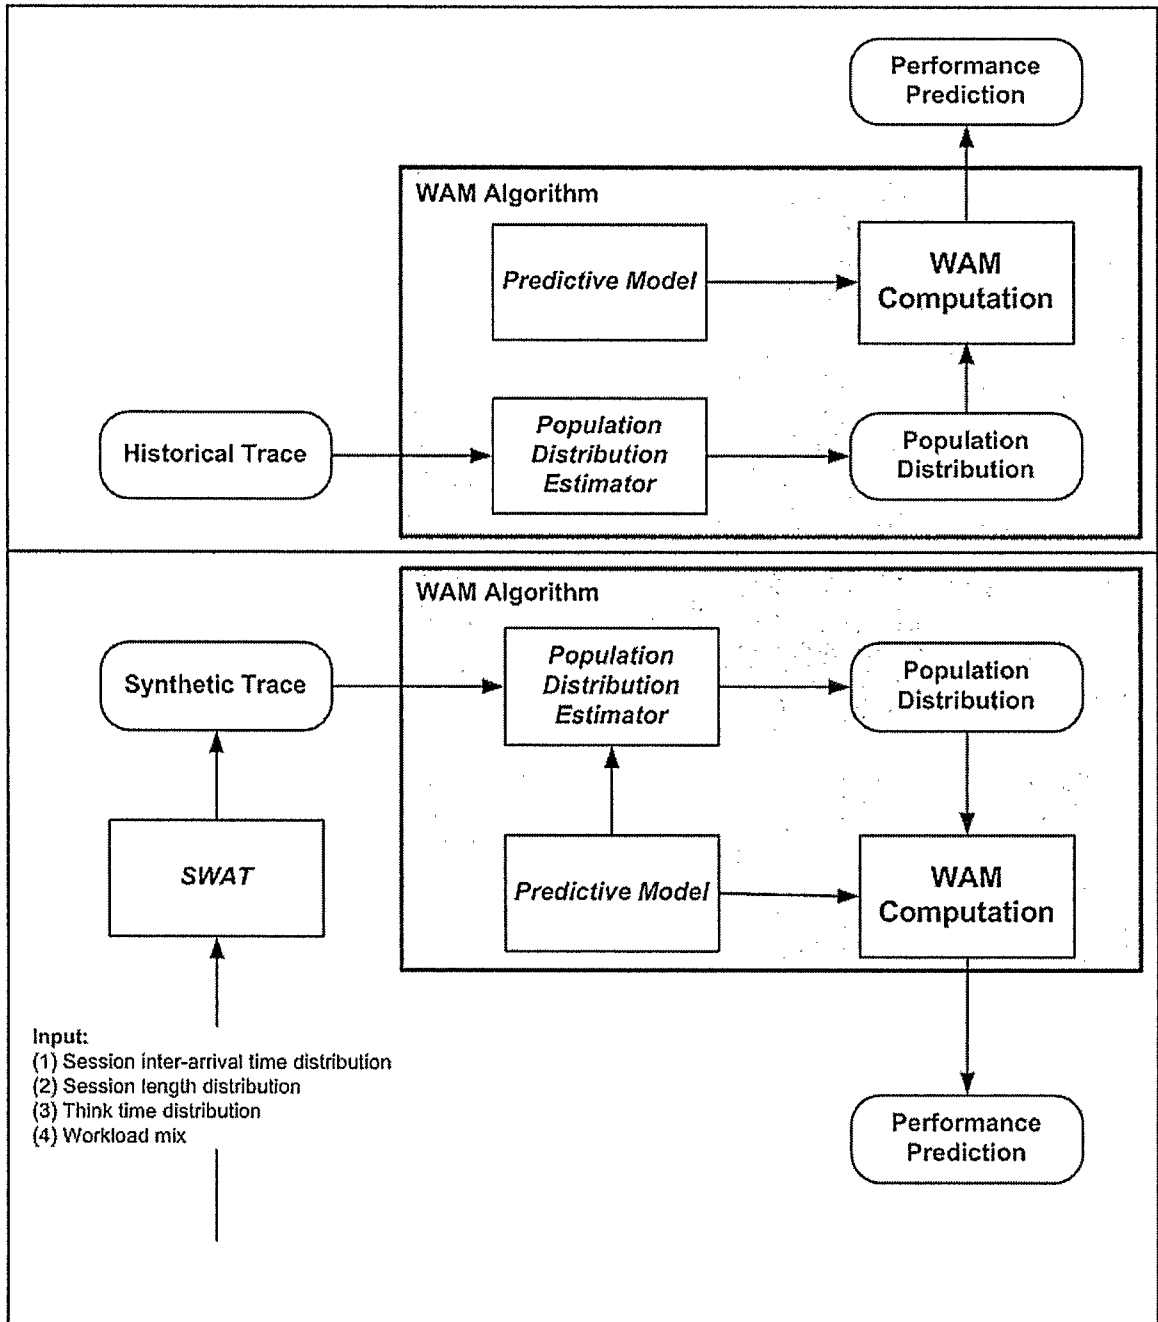 Performance
Prediction
WAM Algorithm
Predictive Model
WAM
Computation
Historical Trace
Population
Distribution
Estimator
Population
Distribution
WAM Algorithm
Synthetic Trace
Population
Distribution
Estimator
Population
Distribution
SWAT
Predictive Model
WAM
Computation
Input:
(1) Session inter-arrival time distribution
(2) Session length distribution
(3) Think time distribution
(4) Workload mix
Performance
Prediction